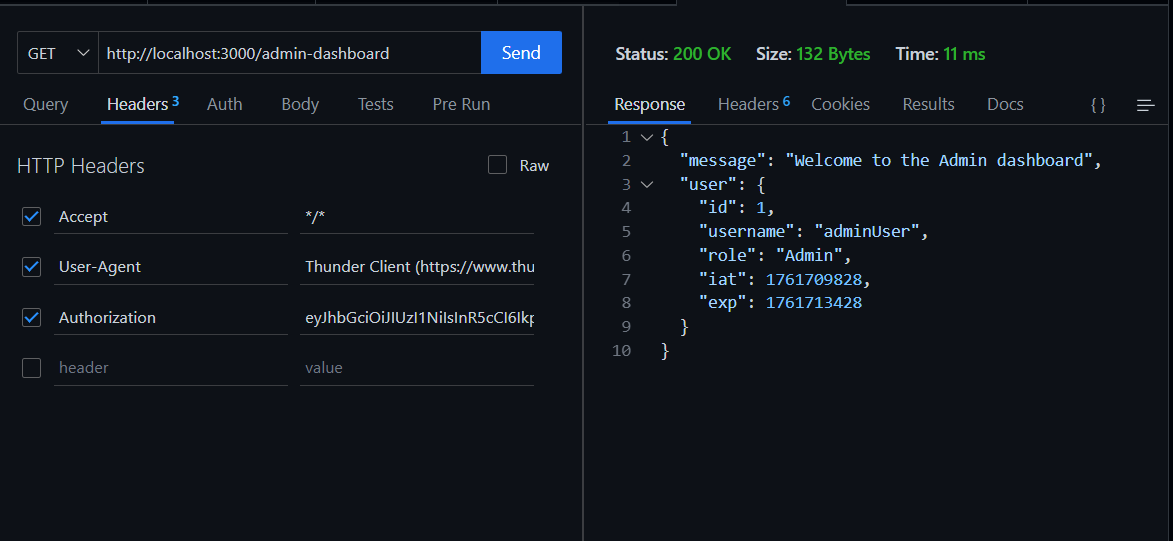 GET http://localhost:3000/admin-dashboard Send
Query Headers 3 Auth Body Tests Pre Run
HTTP Headers Raw
Accept */*
User-Agent Thunder Client (https://www.thu
Authorization eyJhbGciOiJIUzI1NiIsInR5cCI6Ikp
header value
Status: 200 OK Size: 132 Bytes Time: 11 ms
Response Headers 6 Cookies Results Docs { }
1 {
2 "message": "Welcome to the Admin dashboard",
3 "user": {
4 "id": 1,
5 "username": "adminUser",
6 "role": "Admin",
7 "iat": 1761709828,
8 "exp": 1761713428
9 }
10 }